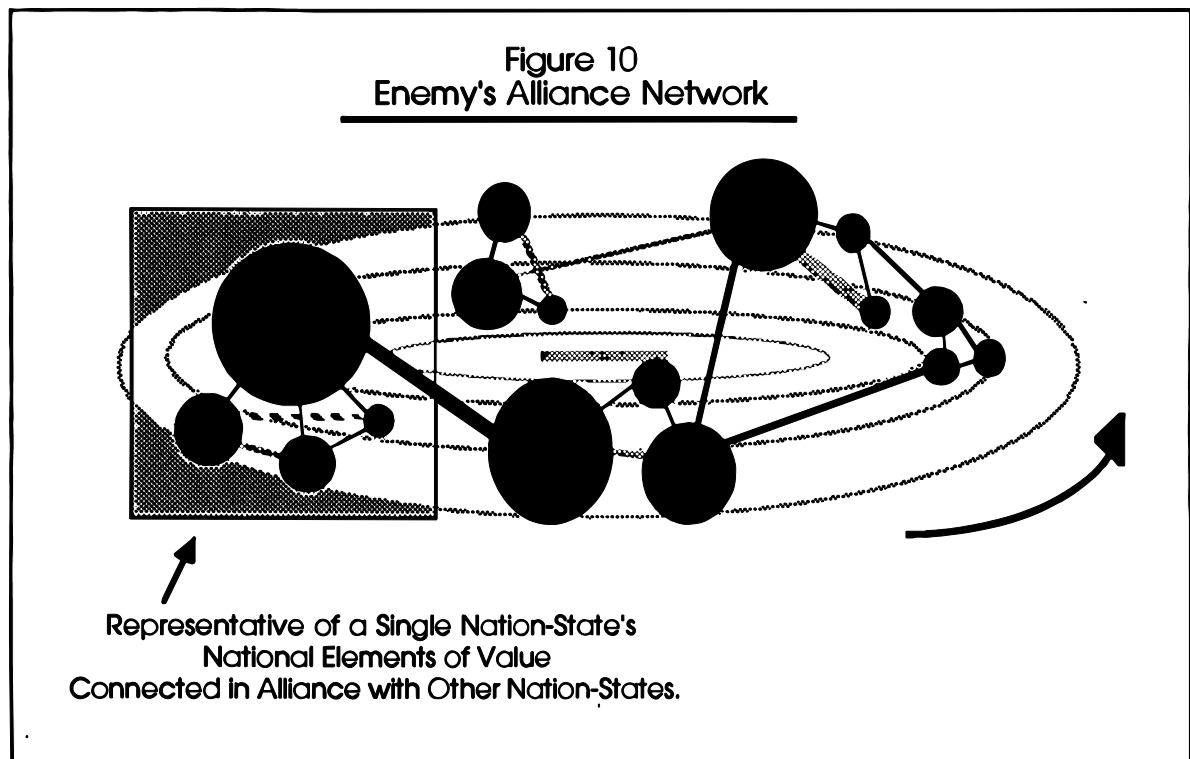 Figure 10
Enemy's Alliance Network
Representative of a Single Nation-State's
National Elements of Value
Connected in Alliance with Other Nation-States.